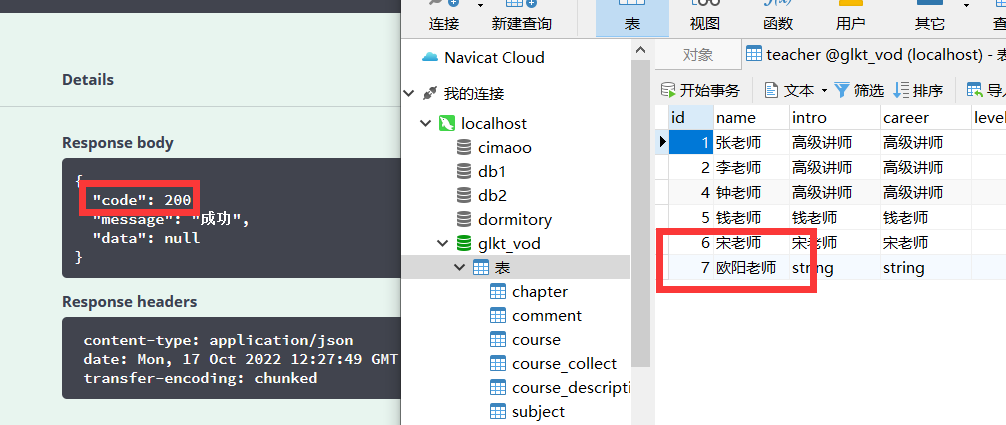 Details
Response body
{
"code": 200
"message": "成功",
"data": null
}
Response headers
content-type: application/json
date: Mon, 17 Oct 2022 12:27:49 GMT
transfer-encoding: chunked
连接 新建查询 表 视图 函数 用户 其它
Navicat Cloud
我的连接
localhost
cimaoo
db1
db2
dormitory
glkt_vod
表
chapter
comment
course
course_collect
course_descripti
subject
对象 teacher @glkt_vod (localhost) - 表
开始事务 文本 筛选 排序 导入
id name intro career level
1 张老师 高级讲师 高级讲师
2 李老师 高级讲师 高级讲师
4 钟老师 高级讲师 高级讲师
5 钱老师 钱老师 钱老师
6 宋老师 宋老师 宋老师
7 欧阳老师 string string